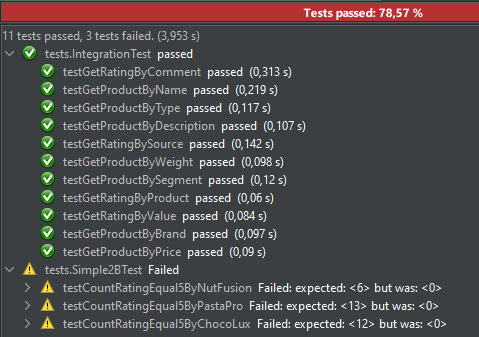 Tests passed: 78,57 %
11 tests passed, 3 tests failed. (3,953 s)
tests.IntegrationTest passed
testGetRatingByComment passed (0,313 s)
testGetProductByName passed (0,219 s)
testGetProductByType passed (0,117 s)
testGetProductByDescription passed (0,107 s)
testGetRatingBySource passed (0,142 s)
testGetProductByWeight passed (0,098 s)
testGetProductBySegment passed (0,12 s)
testGetRatingByProduct passed (0,06 s)
testGetRatingByValue passed (0,084 s)
testGetProductByBrand passed (0,097 s)
testGetProductByPrice passed (0,09 s)
tests.Simple2BTest Failed
testCountRatingEqual5ByNutFusion Failed: expected: <6> but was: <0>
testCountRatingEqual5ByPastaPro Failed: expected: <13> but was: <0>
testCountRatingEqual5ByChocoLux Failed: expected: <12> but was: <0>